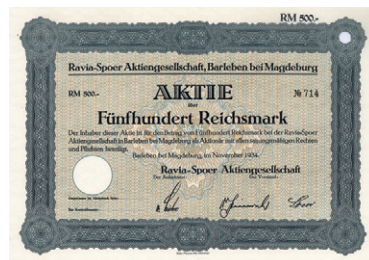 RM 500.-
Ravia-Spoer Aktiengesellschaft, Barleben bei Magdeburg
RM 500.- AKTIE № 714
über
Fünfhundert Reichsmark
Der Inhaber dieser Aktie ist für den Betrag von Fünfhundert Reichsmark bei der Ravia-Spoer
Aktiengesellschaft in Barleben bei Magdeburg als Aktionär mit allen satzungsmäßigen Rechten
und Pflichten beteiligt.
Barleben bei Magdeburg, im November 1934.
Ravia-Spoer Aktiengesellschaft
Der Aufsichtsrat: Der Vorstand: